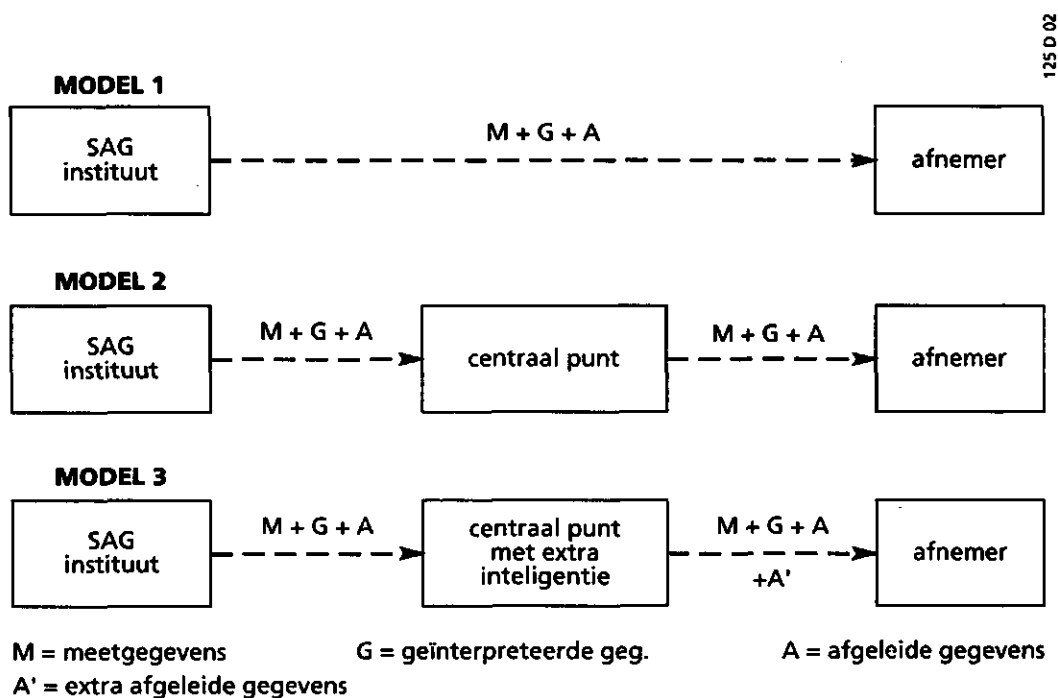 125 D 02
MODEL 1
SAG
instituut
M + G + A
afnemer
MODEL 2
SAG
instituut
M + G + A
centraal punt
M + G + A
afnemer
MODEL 3
SAG
instituut
M + G + A
centraal punt
met extra
inteligentie
M + G + A
+A'
afnemer
M = meetgegevens
G = geïnterpreteerde geg.
A = afgeleide gegevens
A' = extra afgeleide gegevens